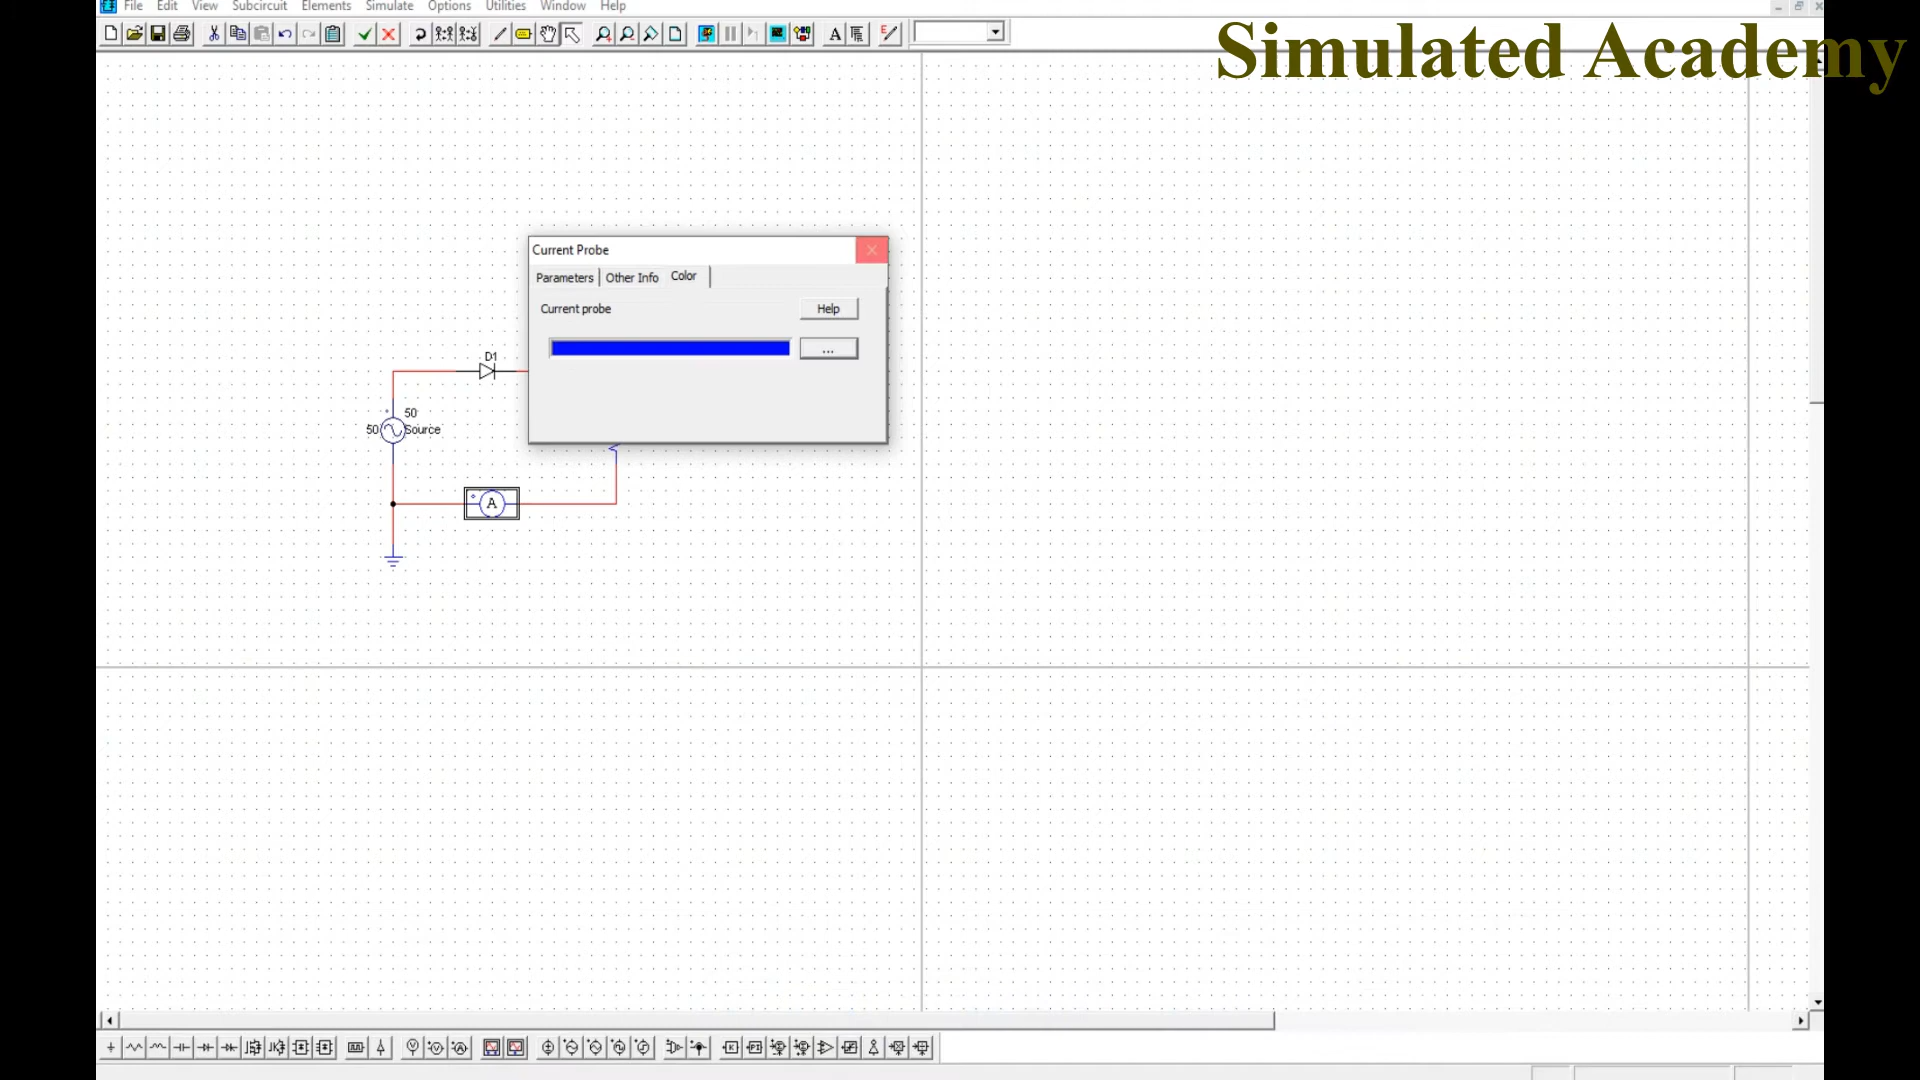 File Edit View Subcircuit Elements Simulate Options Utilities Window Help
Simulated Academy
Current Probe
Parameters Other Info Color
Current probe
Help
...
D1
50
50 Source
A